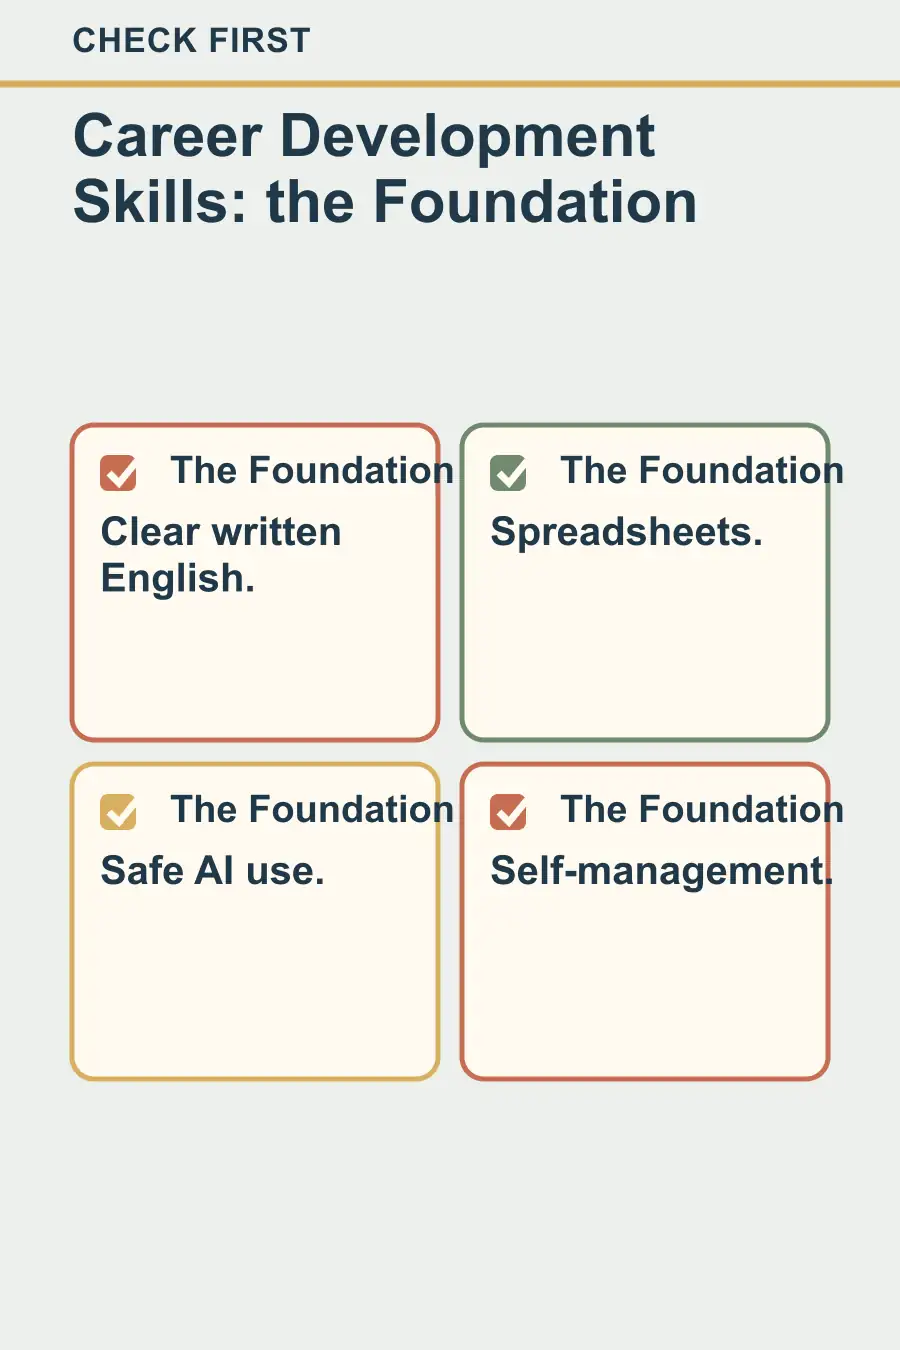 CHECK FIRST
Career Development
Skills: the Foundation
The Foundation
Clear written
English.
The Foundation
Spreadsheets.
The Foundation
Safe AI use.
The Foundation
Self-management.